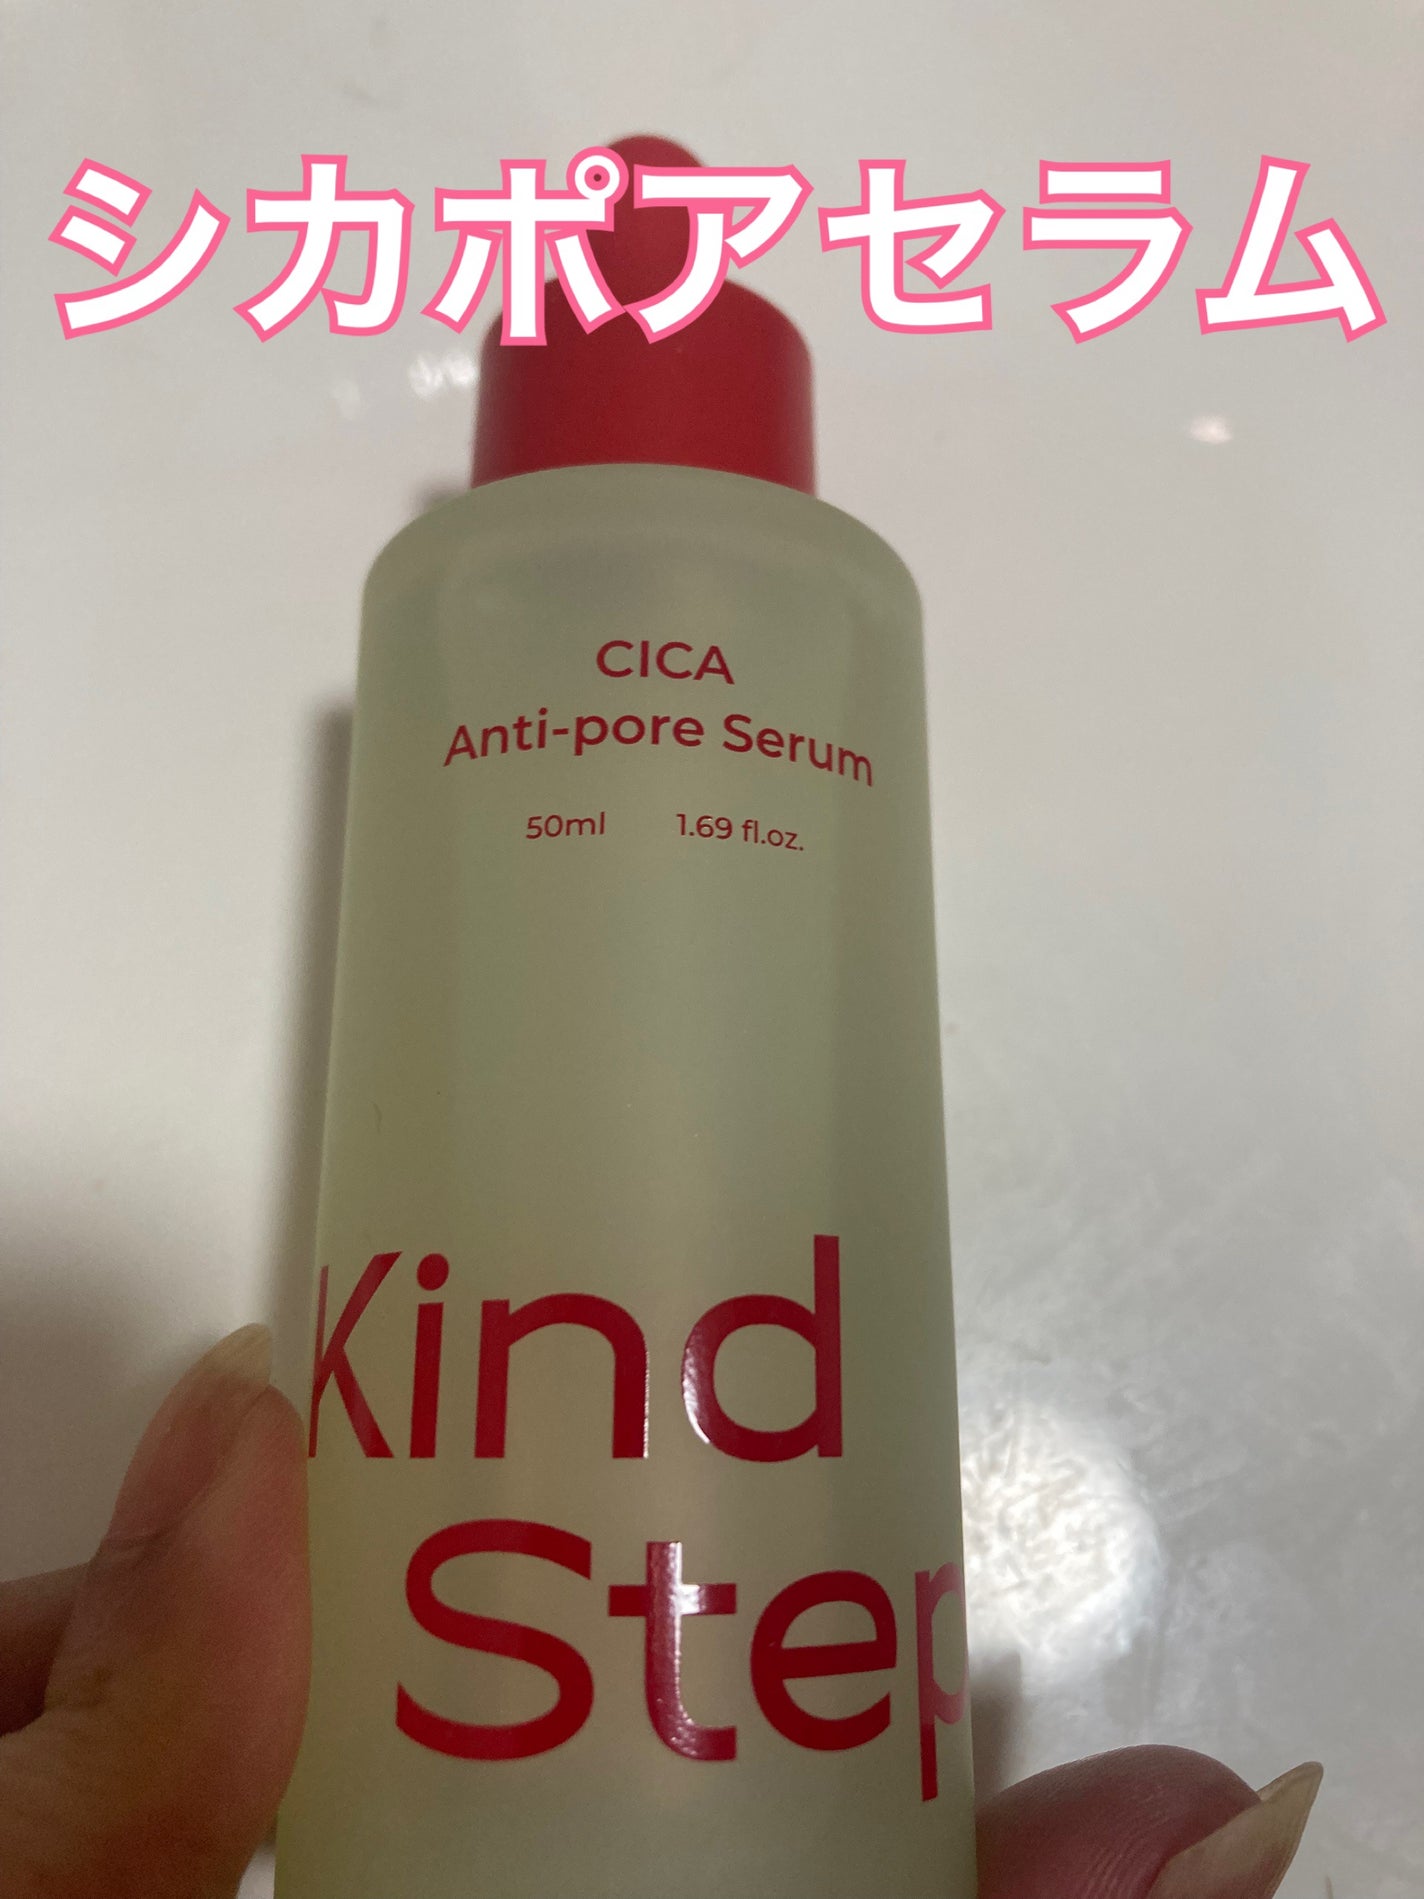 シカポアセラム
CICA
Anti-pore Serum
50ml 1.69 fl.oz.
Kind
Step